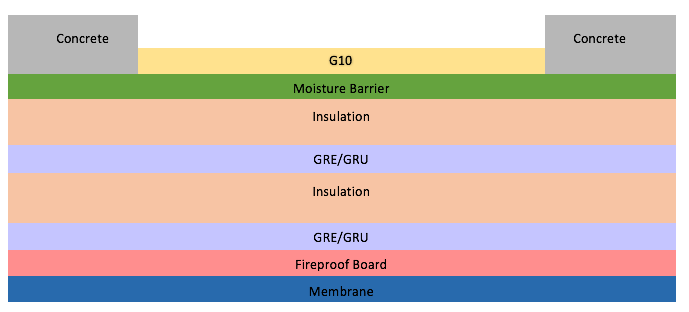 Concrete
Concrete
G10
Moisture Barrier
Insulation
GRE/GRU
Insulation
GRE/GRU
Fireproof Board
Membrane